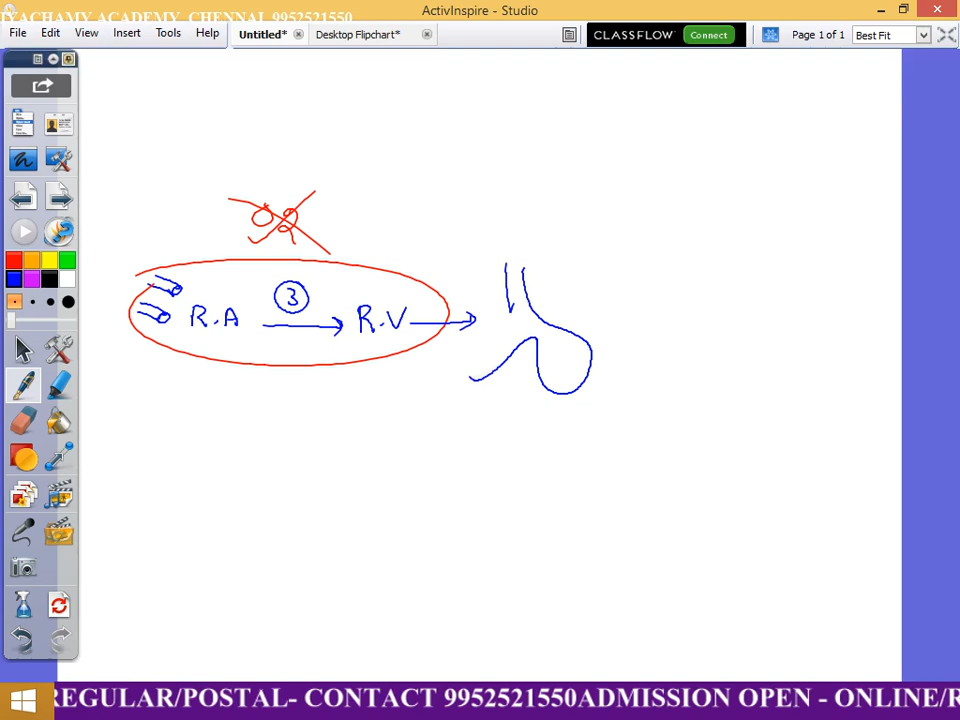 ActivInspire - Studio
IYACHAMY ACADEMY, CHENNAI 9952521550
File Edit View Insert Tools Help
Untitled* Desktop Flipchart*
CLASSFLOW Connect
Page 1 of 1 Best Fit
3
R.A R.V
REGULAR/POSTAL- CONTACT 9952521550ADMISSION OPEN - ONLINE/R